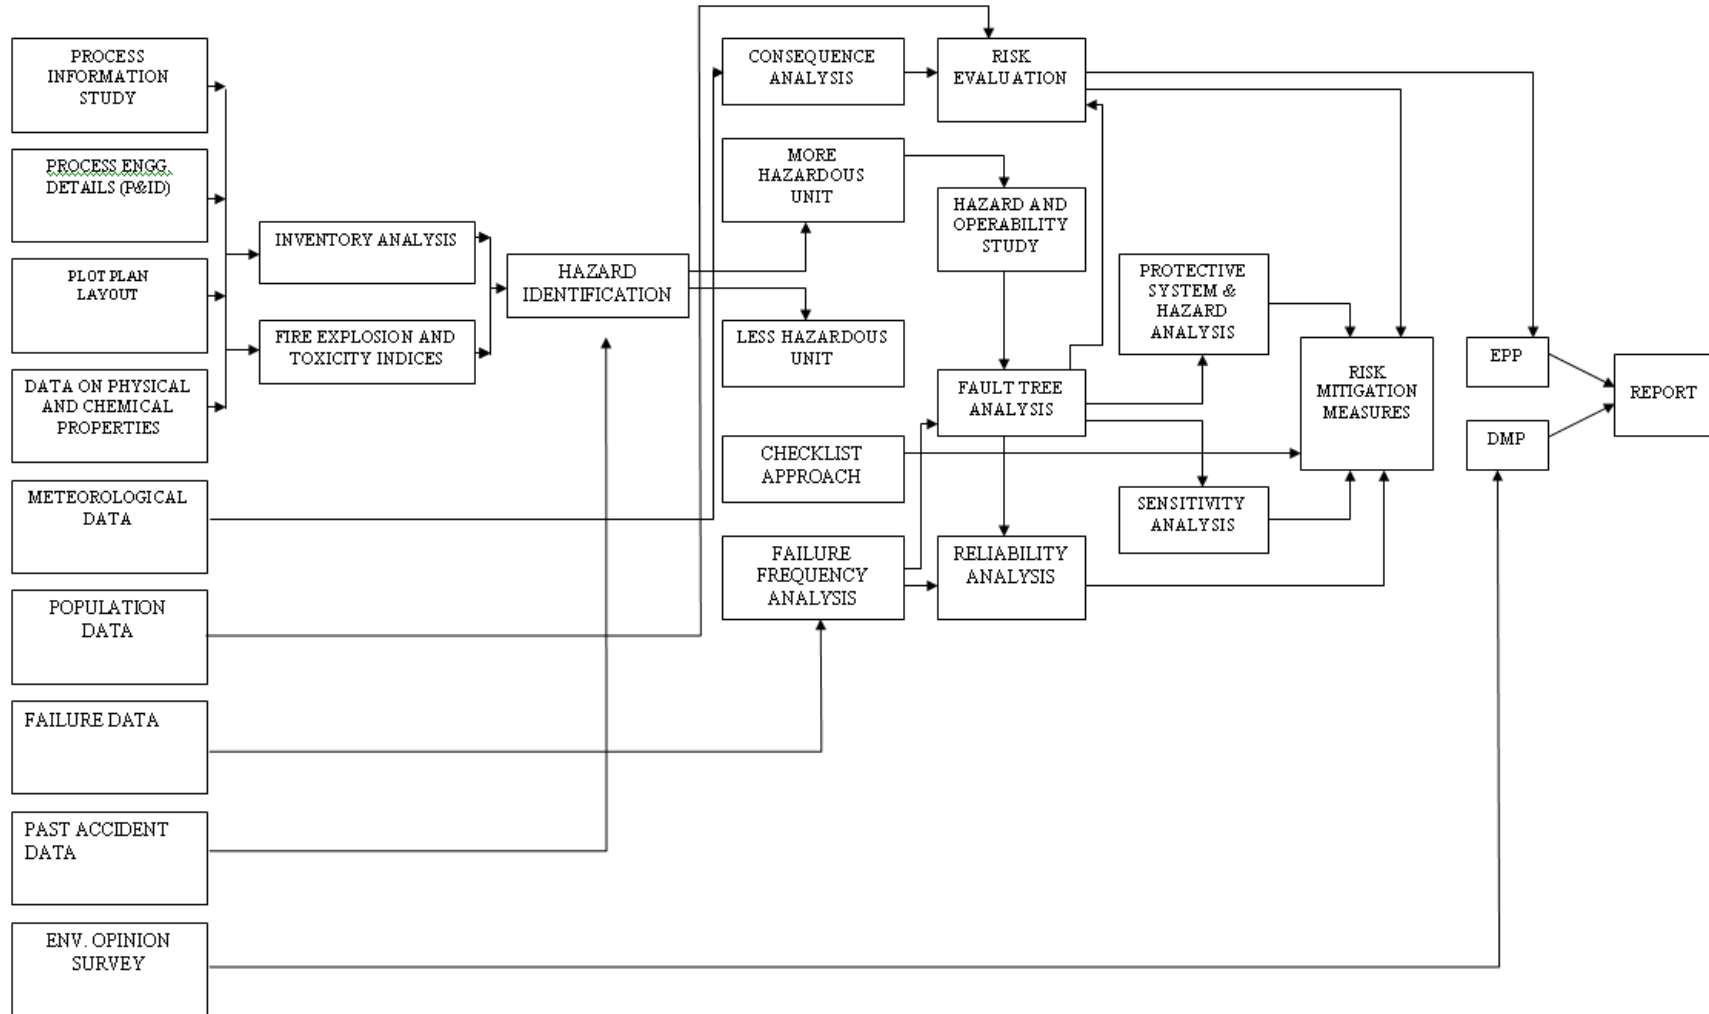 PROCESS
INFORMATION
STUDY
PROCESS ENGG.
DETAILS (P&ID)
PLOT PLAN
LAYOUT
DATA ON PHYSICAL
AND CHEMICAL
PROPERTIES
METEOROLOGICAL
DATA
POPULATION
DATA
FAILURE DATA
PAST ACCIDENT
DATA
ENV. OPINION
SURVEY
INVENTORY ANALYSIS
FIRE EXPLOSION AND
TOXICITY INDICES
HAZARD
IDENTIFICATION
CONSEQUENCE
ANALYSIS
MORE
HAZARDOUS
UNIT
LESS HAZARDOUS
UNIT
CHECKLIST
APPROACH
FAILURE
FREQUENCY
ANALYSIS
RISK
EVALUATION
HAZARD AND
OPERABILITY
STUDY
FAULT TREE
ANALYSIS
RELIABILITY
ANALYSIS
PROTECTIVE
SYSTEM &
HAZARD
ANALYSIS
SENSITIVITY
ANALYSIS
RISK
MITIGATION
MEASURES
EPP
DMP
REPORT